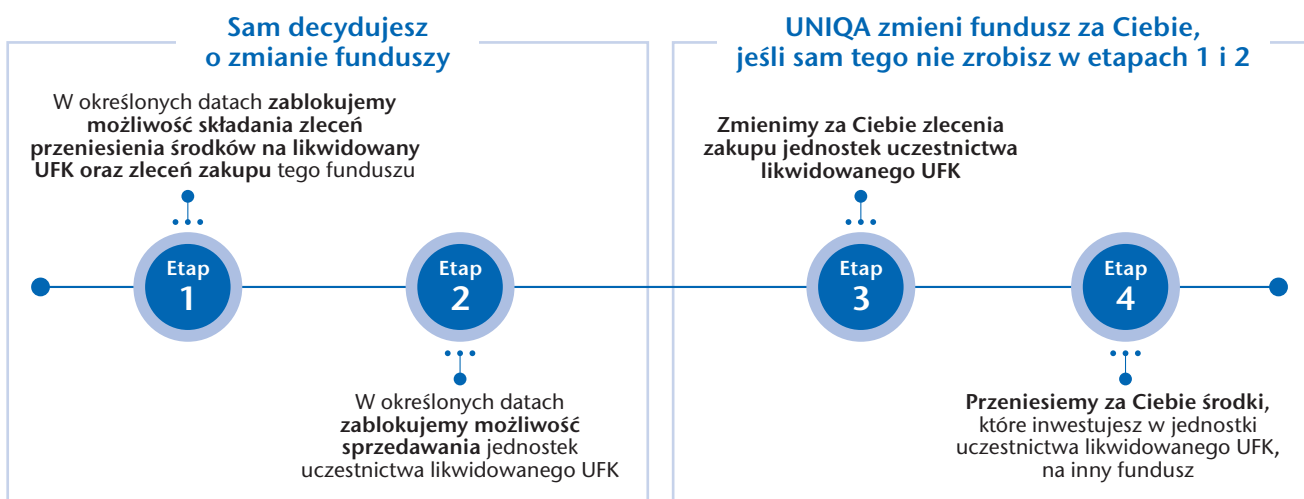 Sam decydujesz
o zmianie funduszy
W określonych datach zablokujemy
możliwość składania zleceń
przeniesienia środków na likwidowany
UFK oraz zleceń zakupu tego funduszu
Etap
1
Etap
2
W określonych datach
zablokujemy możliwość
sprzedawania jednostek
uczestnictwa likwidowanego UFK
UNIQA zmieni fundusz za Ciebie,
jeśli sam tego nie zrobisz w etapach 1 i 2
Zmienimy za Ciebie zlecenia
zakupu jednostek uczestnictwa
likwidowanego UFK
Etap
3
Etap
4
Przeniesiemy za Ciebie środki,
które inwestujesz w jednostki
uczestnictwa likwidowanego UFK,
na inny fundusz